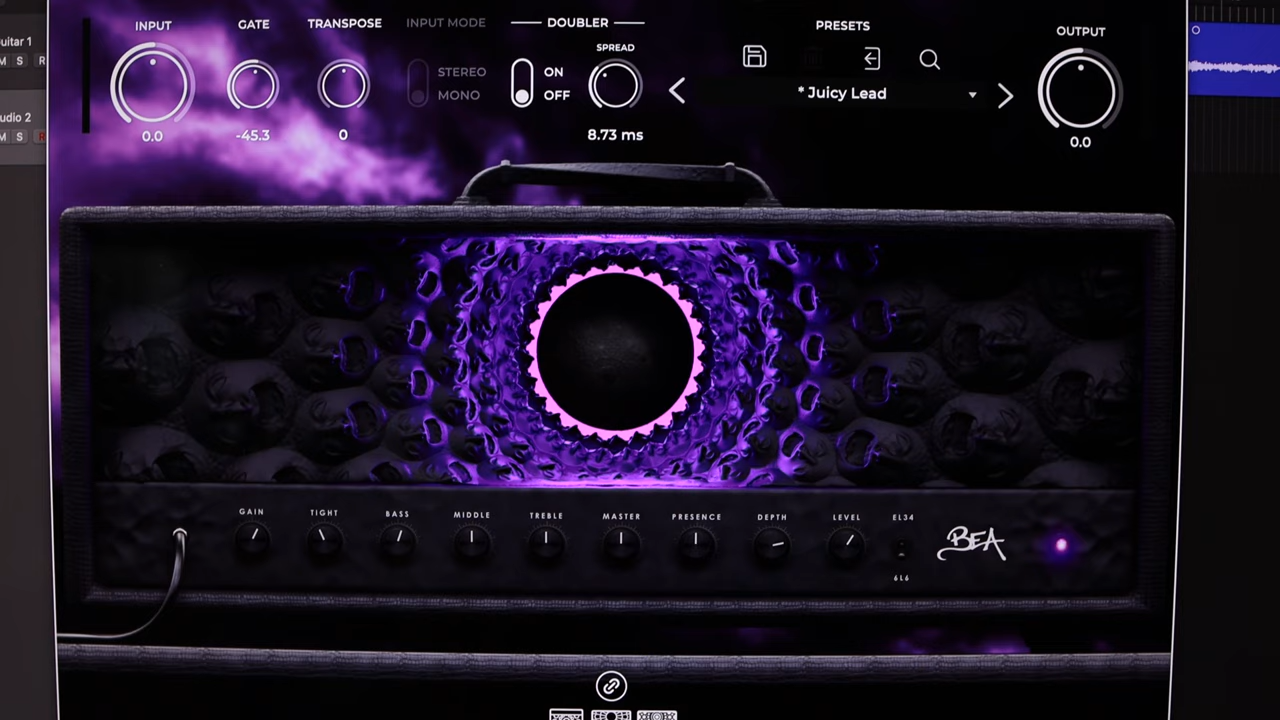 INPUT
GATE
TRANSPOSE
INPUT MODE
DOUBLER
PRESETS
OUTPUT
SPREAD
STEREO
MONO
ON
OFF
* Juicy Lead
0.0
-45.3
0
8.73 ms
0.0
uitar 1
M S R
udio 2
M S R
GAIN
TIGHT
BASS
MIDDLE
TREBLE
MASTER
PRESENCE
DEPTH
LEVEL
EL34
6L6
BEA